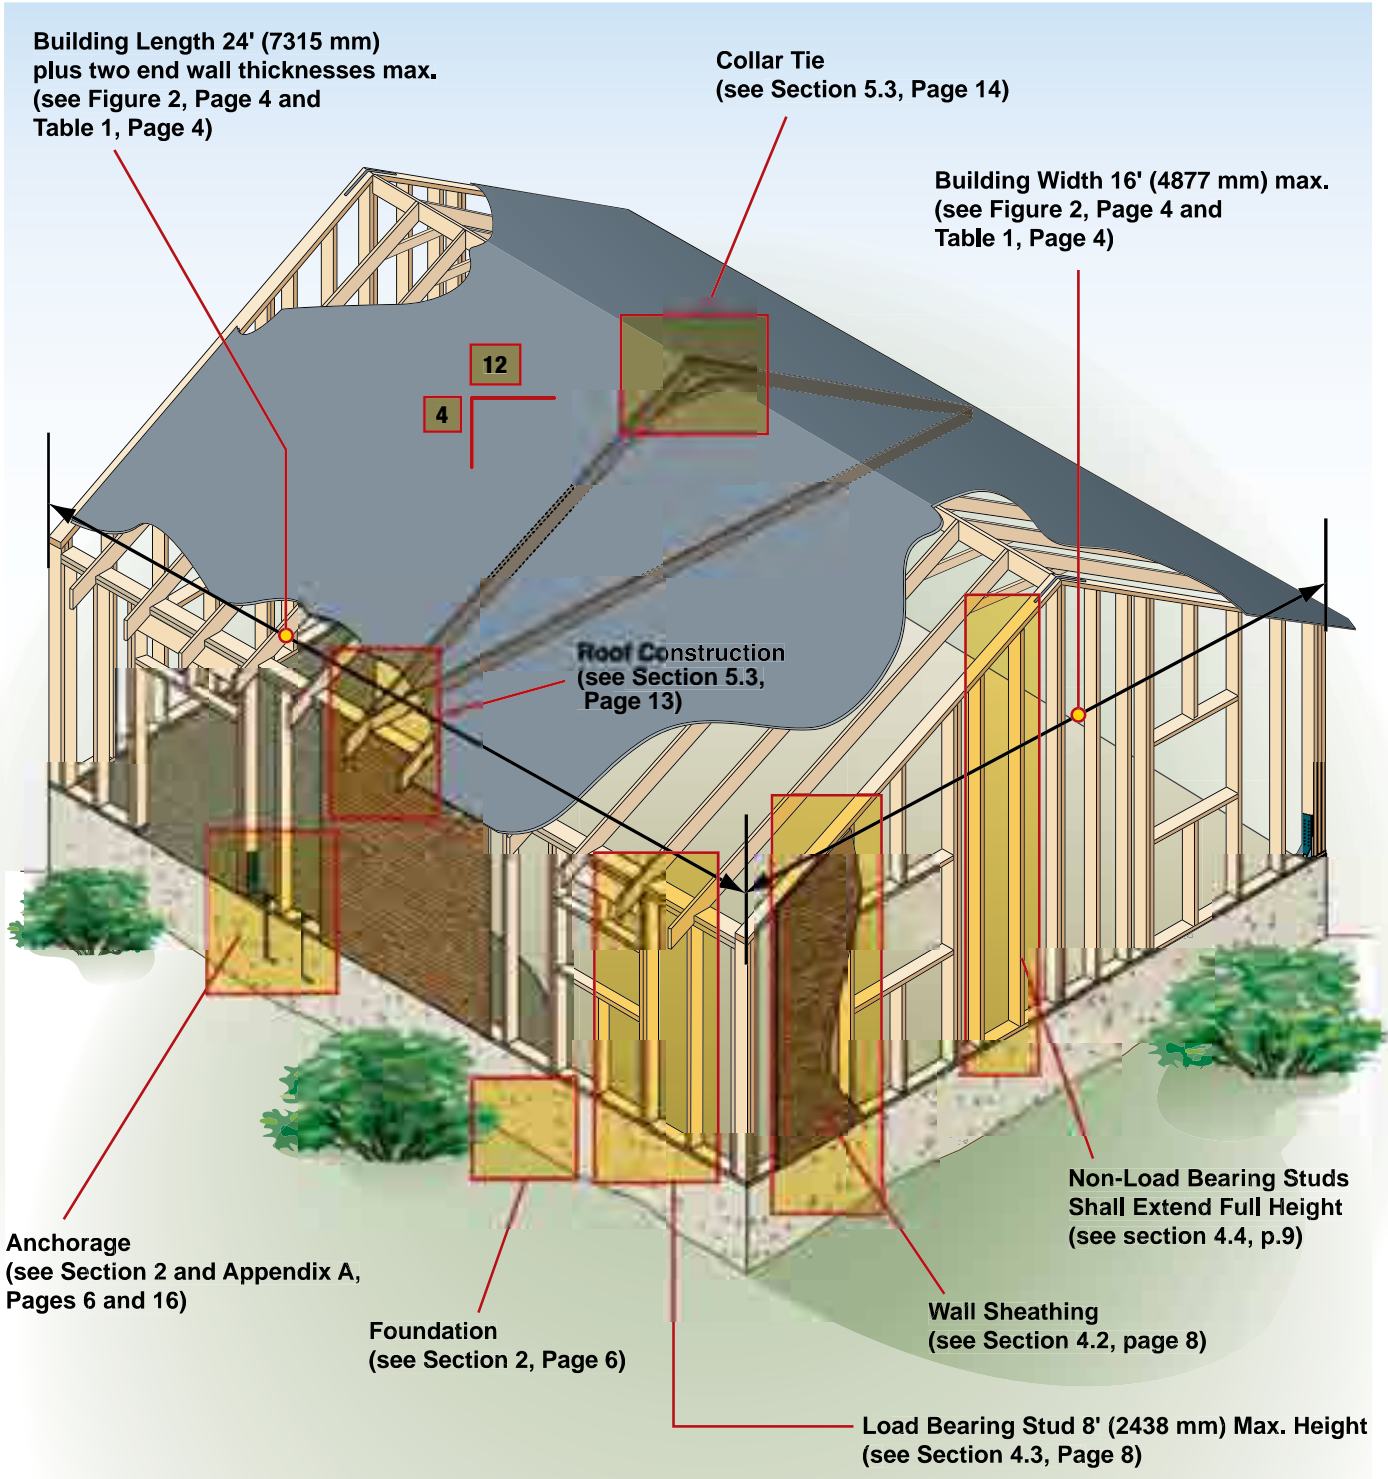 Building Length 24' (7315 mm)
plus two end wall thicknesses max.
(see Figure 2, Page 4 and
Table 1, Page 4)
Collar Tie
(see Section 5.3, Page 14)
Building Width 16' (4877 mm) max.
(see Figure 2, Page 4 and
Table 1, Page 4)
12
4
Roof Construction
(see Section 5.3,
Page 13)
Non-Load Bearing Studs
Shall Extend Full Height
(see section 4.4, p.9)
Anchorage
(see Section 2 and Appendix A,
Pages 6 and 16)
Wall Sheathing
(see Section 4.2, page 8)
Foundation
(see Section 2, Page 6)
Load Bearing Stud 8' (2438 mm) Max. Height
(see Section 4.3, Page 8)